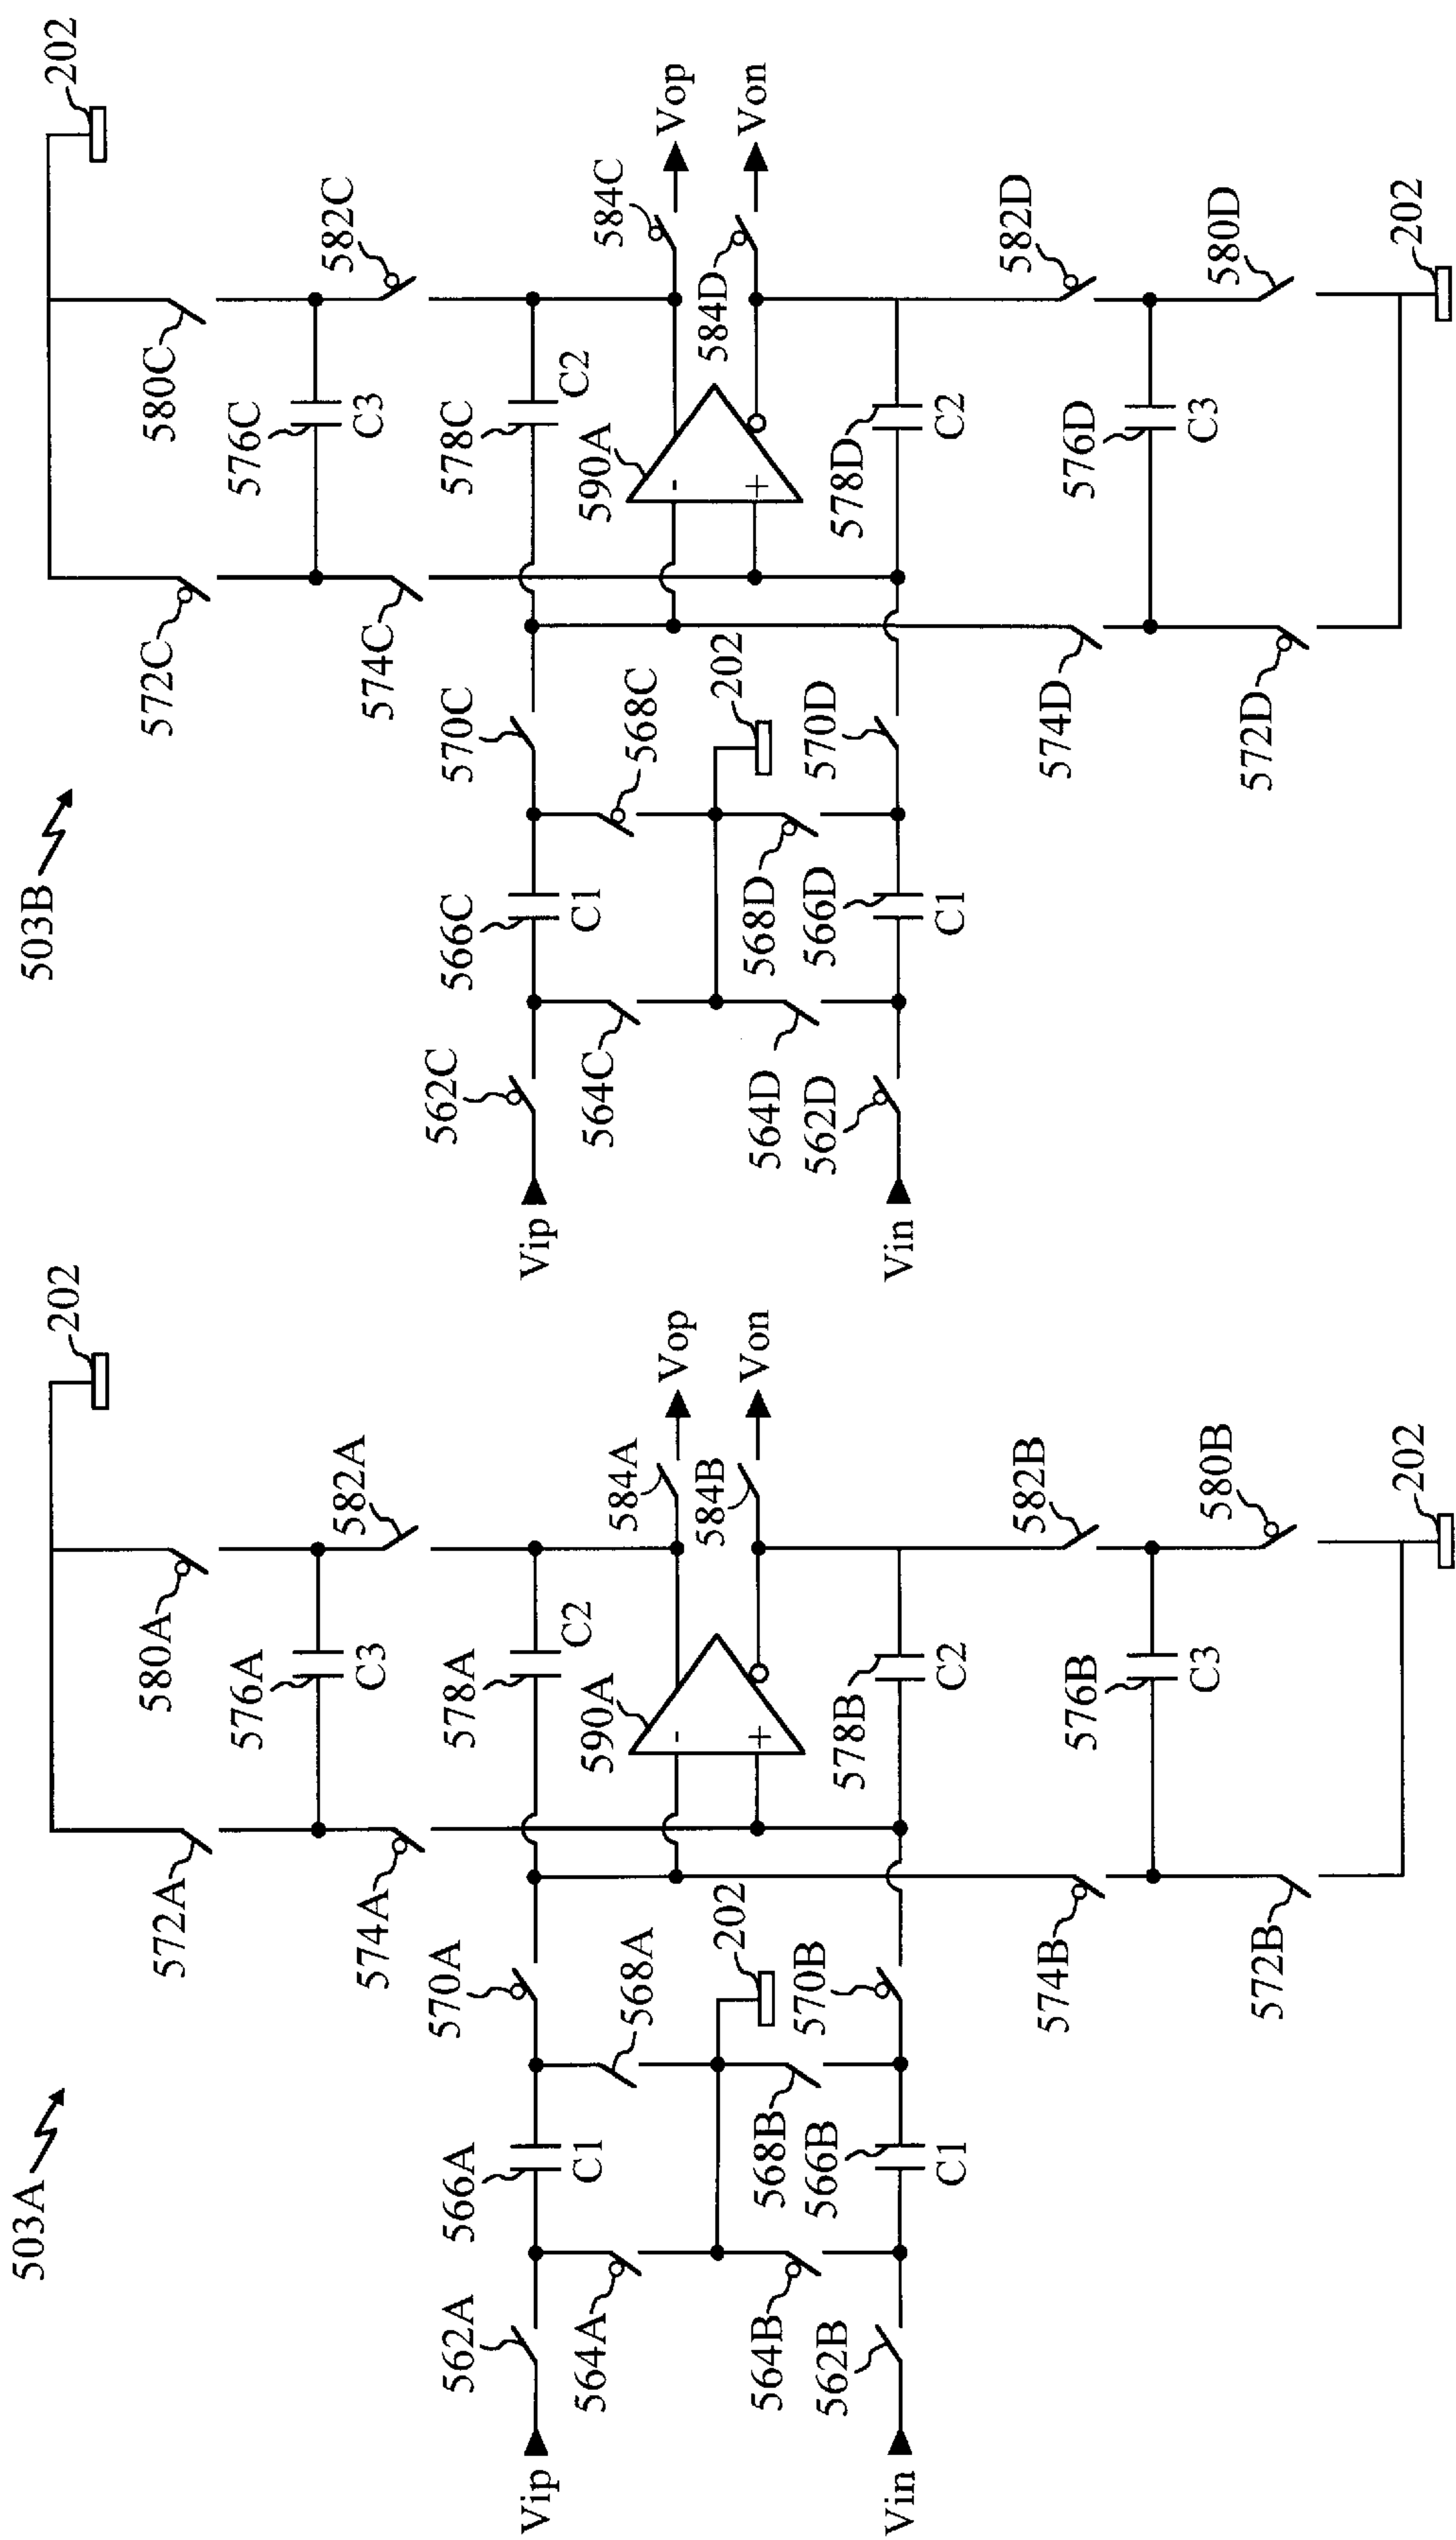 503A
202
580A
572A
576A
C3
582A
574A
578A
C2
570A
566A
C1
562A
Vip
568A
564A
590A
-
+
584A
Vop
584B
Von
202
568B
564B
566B
C1
570B
562B
Vin
578B
C2
582B
574B
576B
C3
580B
572B
202
503B
202
580C
572C
576C
C3
582C
574C
578C
C2
570C
566C
C1
562C
Vip
568C
564C
590A
-
+
584C
Vop
584D
Von
202
568D
564D
566D
C1
570D
562D
Vin
578D
C2
582D
574D
576D
C3
580D
572D
202